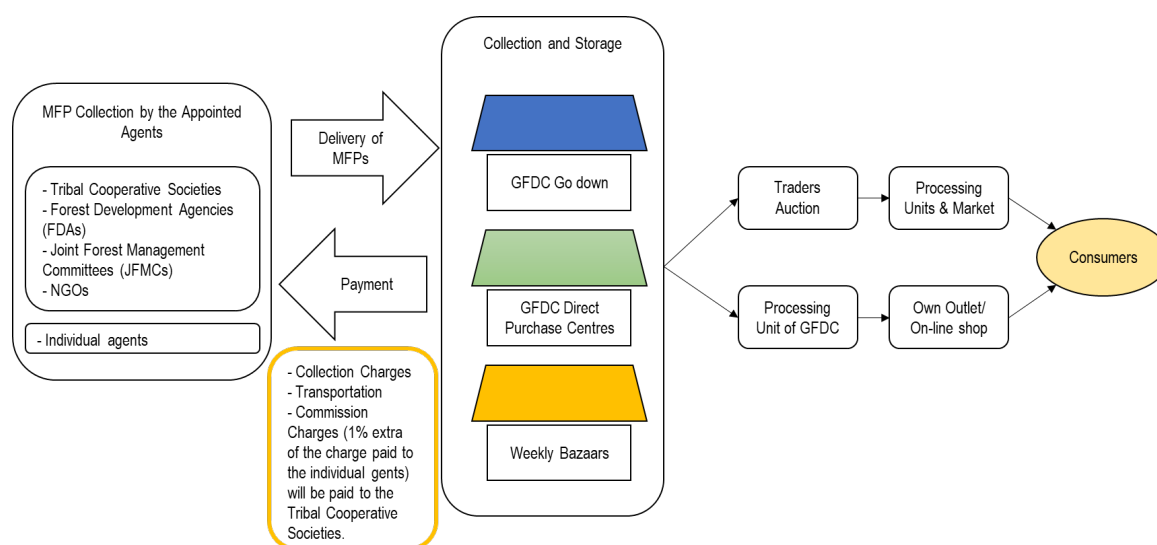 MFP Collection by the Appointed
Agents
- Tribal Cooperative Societies
- Forest Development Agencies
(FDAs)
- Joint Forest Management
Committees (JFMCs)
- NGOs
- Individual agents
Delivery of
MFPs
Payment
- Collection Charges
- Transportation
- Commission
Charges (1% extra
of the charge paid to
the individual gents)
will be paid to the
Tribal Cooperative
Societies.
Collection and Storage
GFDC Go down
GFDC Direct
Purchase Centres
Weekly Bazaars
Traders
Auction
Processing
Units & Market
Processing
Unit of GFDC
Own Outlet/
On-line shop
Consumers